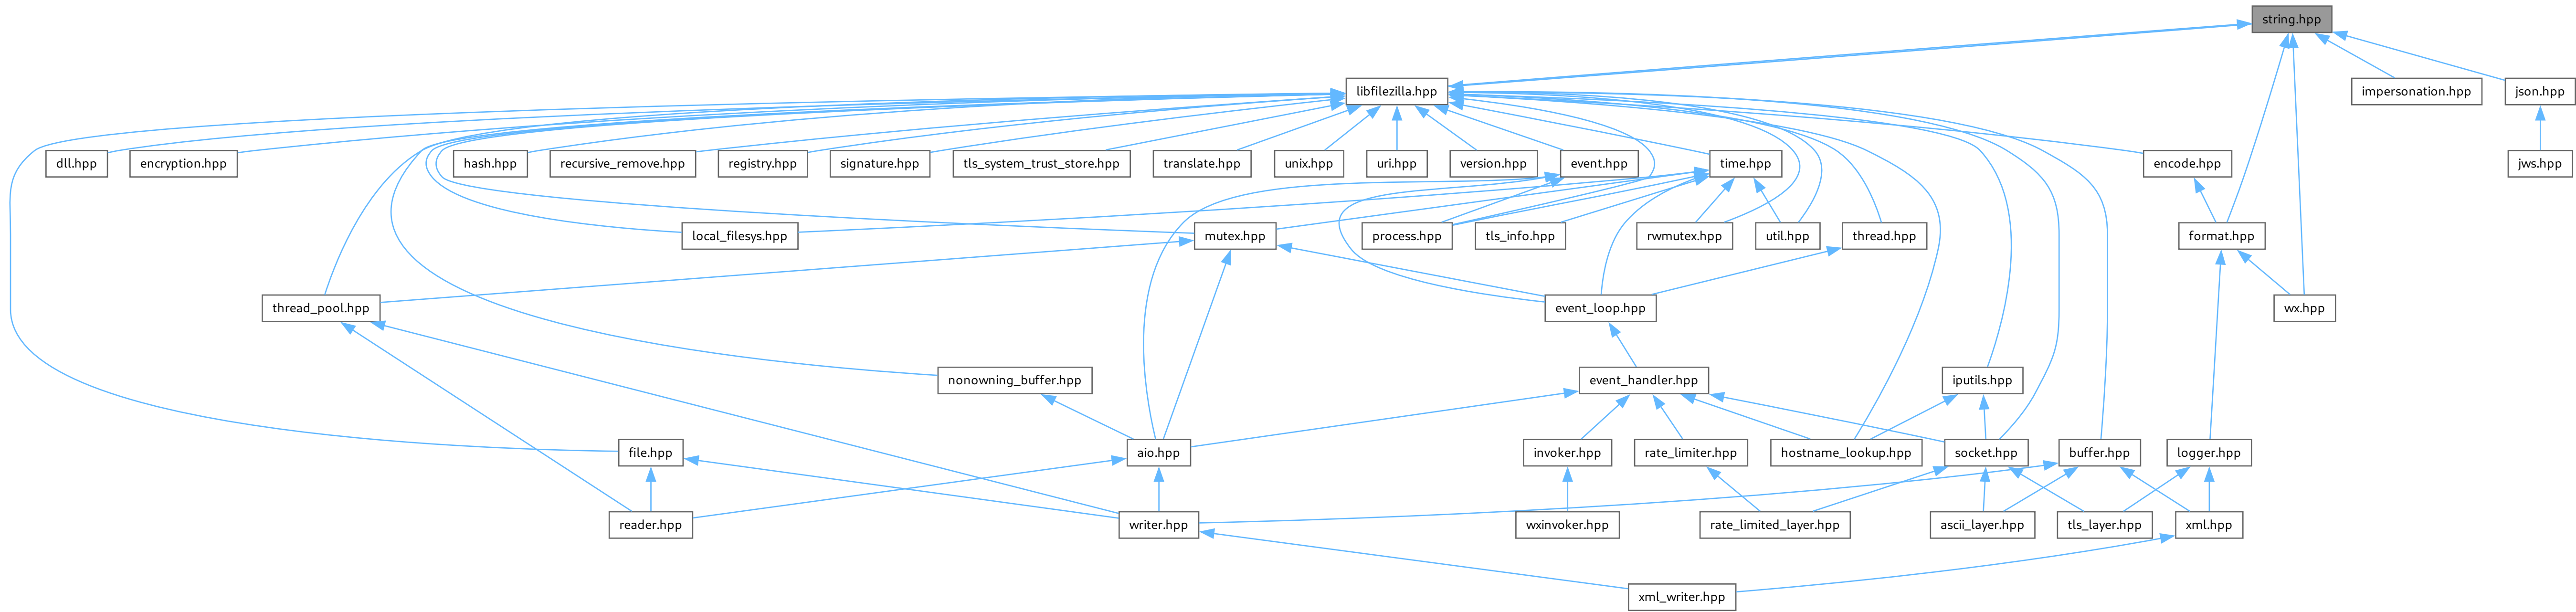 string.hpp
libfilezilla.hpp
impersonation.hpp
json.hpp
dll.hpp
encryption.hpp
hash.hpp
recursive_remove.hpp
registry.hpp
signature.hpp
tls_system_trust_store.hpp
translate.hpp
unix.hpp
uri.hpp
version.hpp
event.hpp
time.hpp
encode.hpp
jws.hpp
local_filesys.hpp
mutex.hpp
process.hpp
tls_info.hpp
rwmutex.hpp
util.hpp
thread.hpp
format.hpp
thread_pool.hpp
event_loop.hpp
wx.hpp
nonowning_buffer.hpp
event_handler.hpp
iputils.hpp
file.hpp
aio.hpp
invoker.hpp
rate_limiter.hpp
hostname_lookup.hpp
socket.hpp
buffer.hpp
logger.hpp
reader.hpp
writer.hpp
wxinvoker.hpp
rate_limited_layer.hpp
ascii_layer.hpp
tls_layer.hpp
xml.hpp
xml_writer.hpp